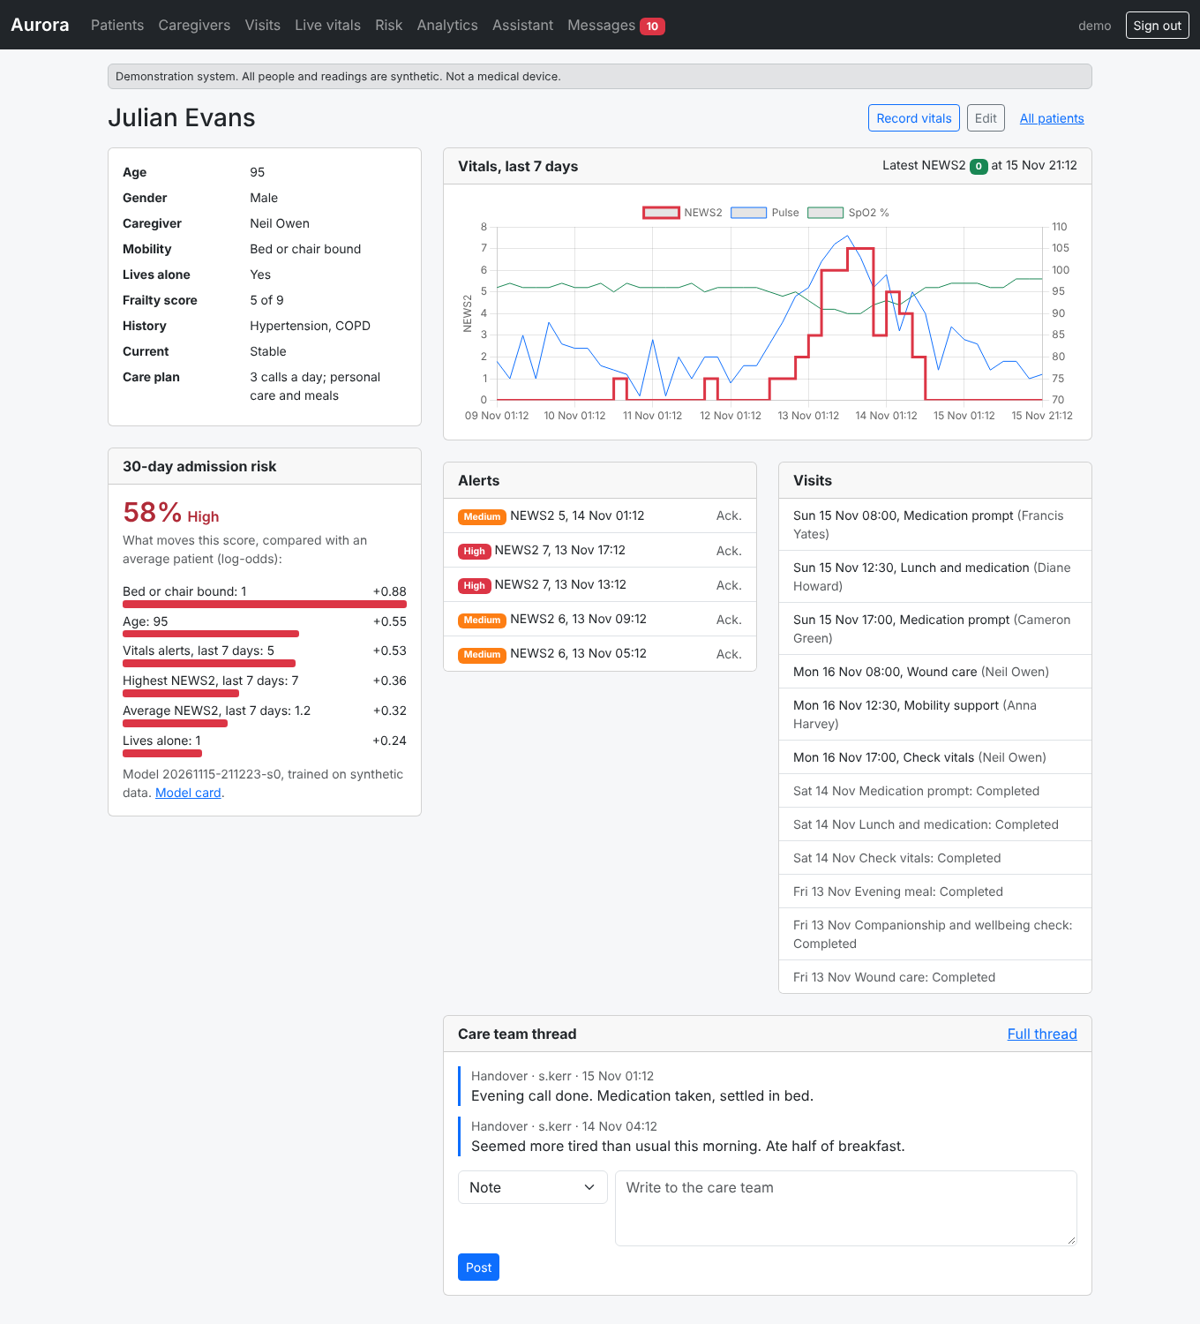 Aurora Patients Caregivers Visits Live vitals Risk Analytics Assistant Messages 10 demo Sign out
Demonstration system. All people and readings are synthetic. Not a medical device.
Julian Evans
Record vitals Edit All patients
Age 95
Gender Male
Caregiver Neil Owen
Mobility Bed or chair bound
Lives alone Yes
Frailty score 5 of 9
History Hypertension, COPD
Current Stable
Care plan 3 calls a day; personal
care and meals
30-day admission risk
58% High
What moves this score, compared with an
average patient (log-odds):
Bed or chair bound: 1 +0.88
Age: 95 +0.55
Vitals alerts, last 7 days: 5 +0.53
Highest NEWS2, last 7 days: 7 +0.36
Average NEWS2, last 7 days: 1.2 +0.32
Lives alone: 1 +0.24
Model 20261115-211223-s0, trained on synthetic
data. Model card.
Vitals, last 7 days Latest NEWS2 0 at 15 Nov 21:12
NEWS2 Pulse SpO2 %
NEWS2
8 110
7 105
6 100
5 95
4 90
3 85
2 80
1 75
0 70
09 Nov 01:12 10 Nov 01:12 11 Nov 01:12 12 Nov 01:12 13 Nov 01:12 14 Nov 01:12 15 Nov 01:12 15 Nov 21:12
Alerts
Medium NEWS2 5, 14 Nov 01:12 Ack.
High NEWS2 7, 13 Nov 17:12 Ack.
High NEWS2 7, 13 Nov 13:12 Ack.
Medium NEWS2 6, 13 Nov 09:12 Ack.
Medium NEWS2 6, 13 Nov 05:12 Ack.
Visits
Sun 15 Nov 08:00, Medication prompt (Francis
Yates)
Sun 15 Nov 12:30, Lunch and medication (Diane
Howard)
Sun 15 Nov 17:00, Medication prompt (Cameron
Green)
Mon 16 Nov 08:00, Wound care (Neil Owen)
Mon 16 Nov 12:30, Mobility support (Anna
Harvey)
Mon 16 Nov 17:00, Check vitals (Neil Owen)
Sat 14 Nov Medication prompt: Completed
Sat 14 Nov Lunch and medication: Completed
Sat 14 Nov Check vitals: Completed
Fri 13 Nov Evening meal: Completed
Fri 13 Nov Companionship and wellbeing check:
Completed
Fri 13 Nov Wound care: Completed
Care team thread Full thread
Handover · s.kerr · 15 Nov 01:12
Evening call done. Medication taken, settled in bed.
Handover · s.kerr · 14 Nov 04:12
Seemed more tired than usual this morning. Ate half of breakfast.
Note Write to the care team
Post